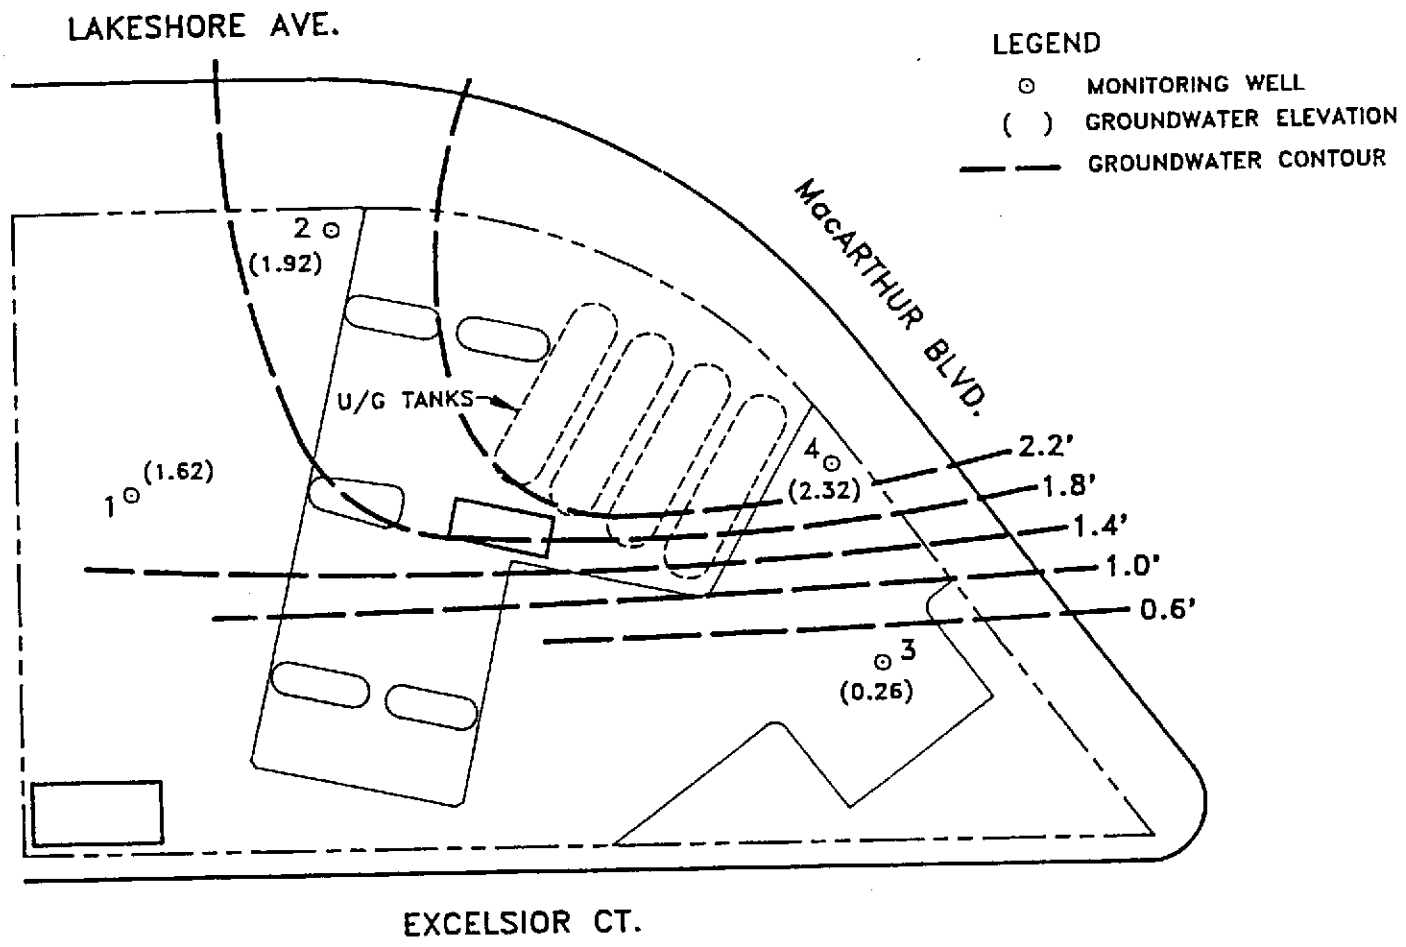 LAKESHORE AVE.
LEGEND
MONITORING WELL
( ) GROUNDWATER ELEVATION
GROUNDWATER CONTOUR
MacARTHUR BLVD.
2
(1.92)
U/G TANKS
4
(2.32)
2.2'
1.8'
1.4'
1.0'
0.6'
(1.62)
1
3
(0.26)
EXCELSIOR CT.